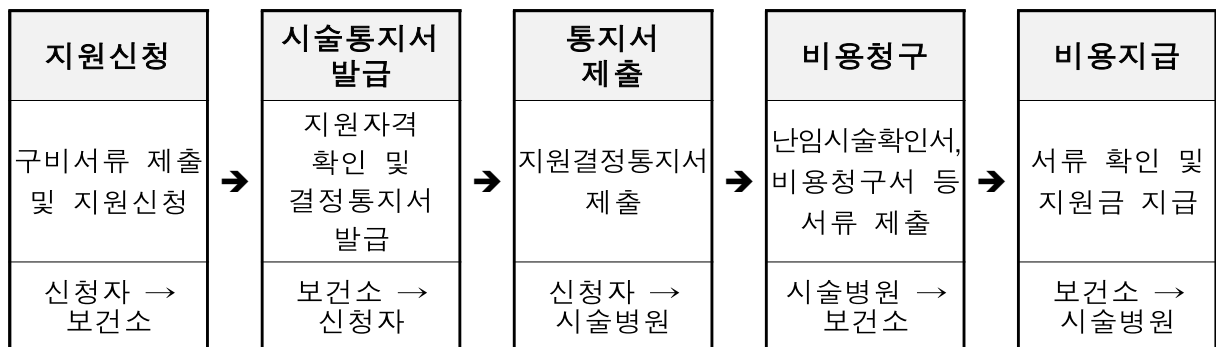 지원신청
구비서류 제출
및 지원신청
신청자 →
보건소
➔
시술통지서
발급
지원자격
확인 및
결정통지서
발급
보건소 →
신청자
➔
통지서
제출
지원결정통지서
제출
신청자 →
시술병원
➔
비용청구
난임시술확인서,
비용청구서 등
서류 제출
시술병원 →
보건소
➔
비용지급
서류 확인 및
지원금 지급
보건소 →
시술병원